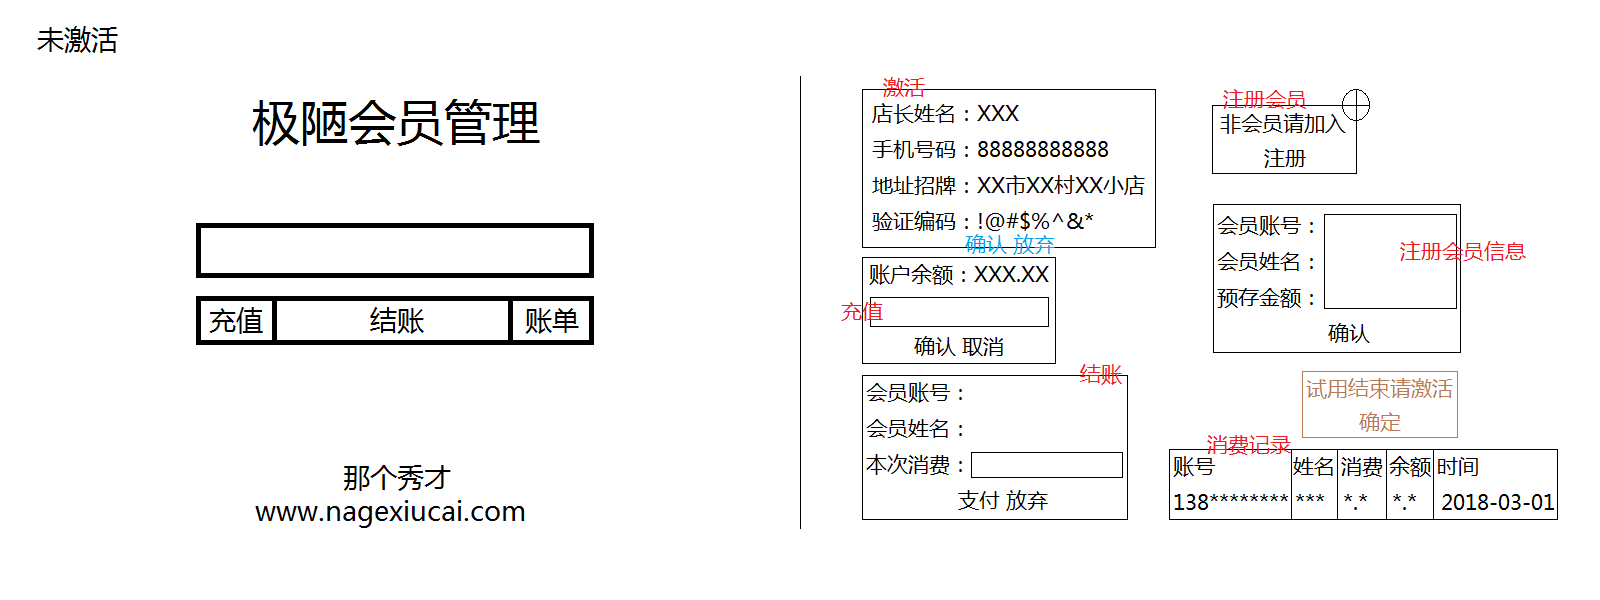 未激活
极陋会员管理
充值 结账 账单
那个秀才
www.nagexiucai.com
激活
店长姓名：XXX
手机号码：88888888888
地址招牌：XX市XX村XX小店
验证编码：!@#$%^&*
确认 放弃
账户余额：XXX.XX
充值
确认 取消
结账
会员账号：
会员姓名：
本次消费：
支付 放弃
注册会员
非会员请加入
注册
会员账号：
注册会员信息
会员姓名：
预存金额：
确认
试用结束请激活
确定
消费记录
账号 姓名 消费 余额 时间
138******** *** *.* *.* 2018-03-01